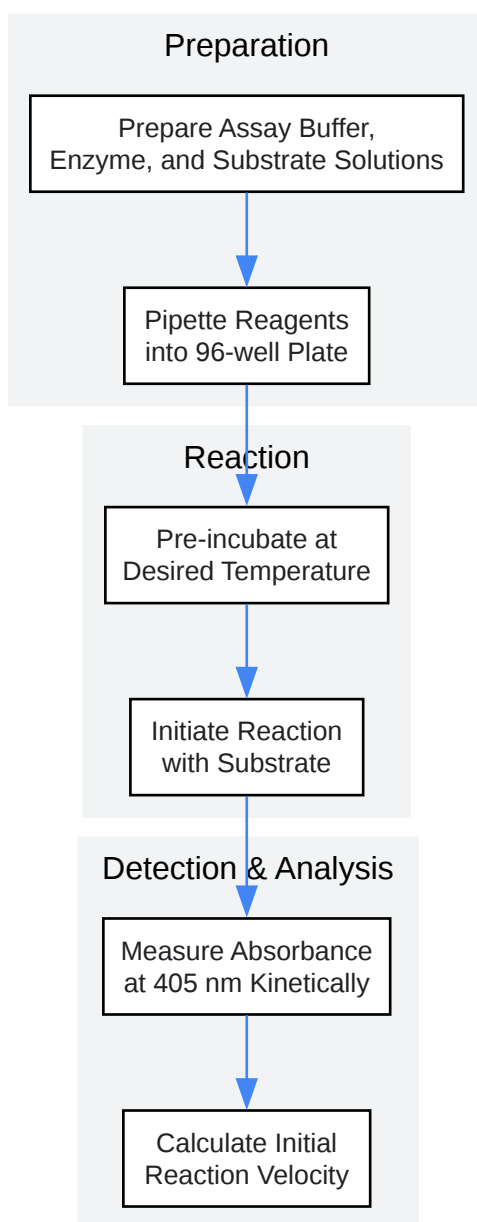 Preparation
Prepare Assay Buffer,
Enzyme, and Substrate Solutions
Pipette Reagents
into 96-well Plate
Reaction
Pre-incubate at
Desired Temperature
Initiate Reaction
with Substrate
Detection & Analysis
Measure Absorbance
at 405 nm Kinetically
Calculate Initial
Reaction Velocity